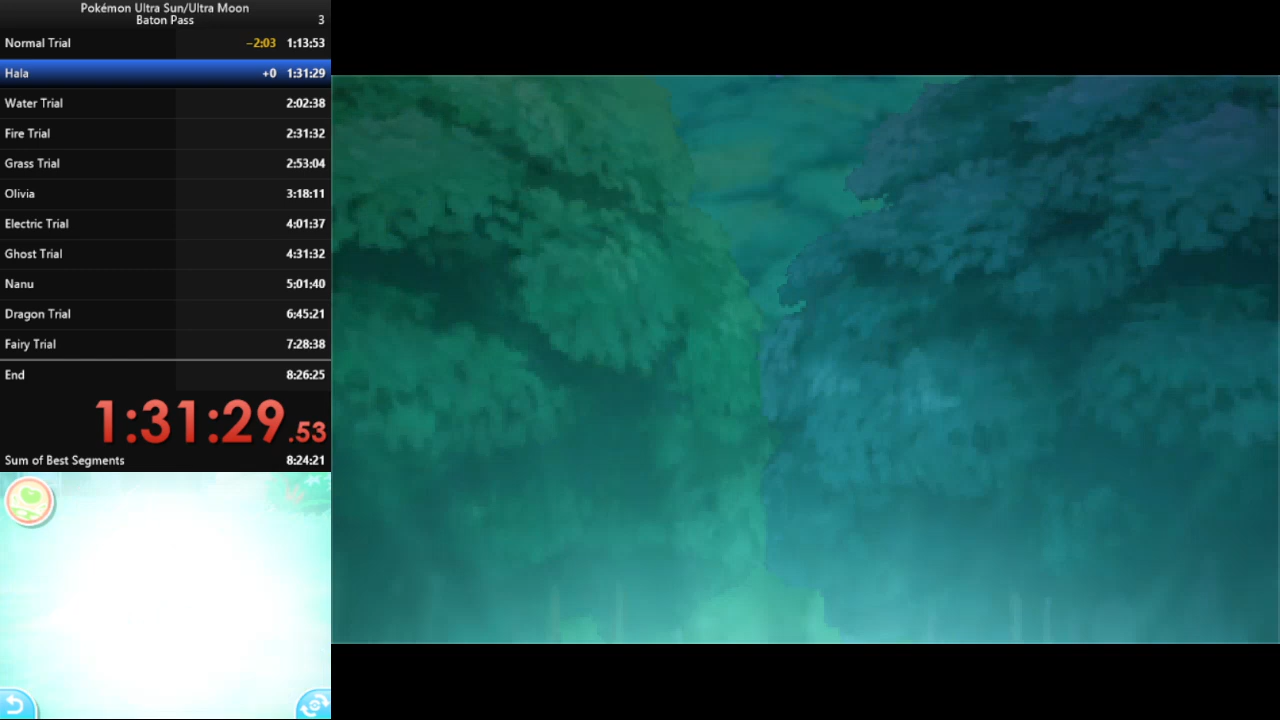 Pokémon Ultra Sun/Ultra Moon
Baton Pass 3
Normal Trial −2:03 1:13:53
Hala +0 1:31:29
Water Trial 2:02:38
Fire Trial 2:31:32
Grass Trial 2:53:04
Olivia 3:18:11
Electric Trial 4:01:37
Ghost Trial 4:31:32
Nanu 5:01:40
Dragon Trial 6:45:21
Fairy Trial 7:28:38
End 8:26:25
1:31:29.53
Sum of Best Segments 8:24:21